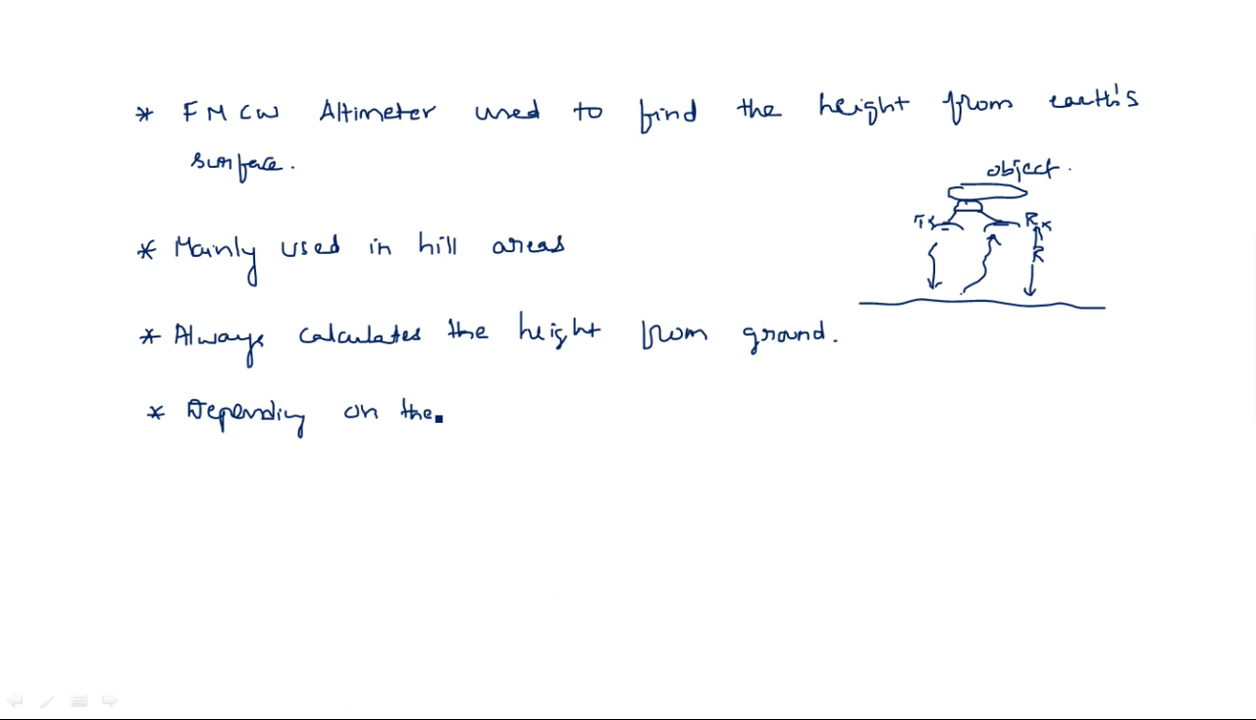 * FMCW Altimeter used to find the height from earth's
surface.
object.
Tx Rx
R
* Mainly used in hill areas
* Always calculates the height from ground.
* Depending on the